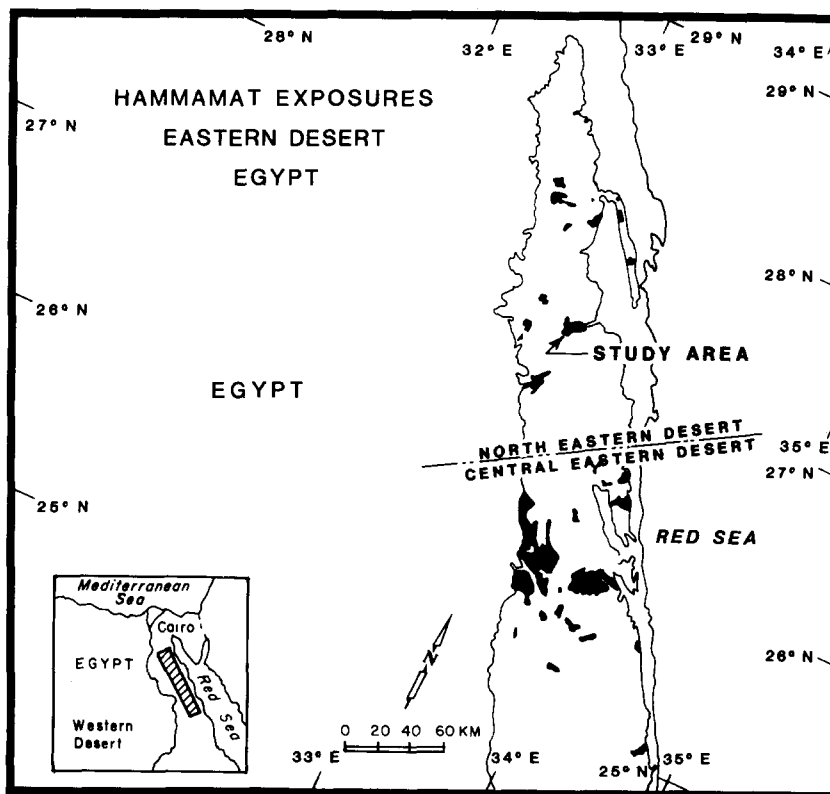 28° N
32° E
33° E
29° N
34° E
29° N
27° N
HAMMAMAT EXPOSURES
EASTERN DESERT
EGYPT
28° N
26° N
STUDY AREA
EGYPT
NORTH EASTERN DESERT
CENTRAL EASTERN DESERT
35° E
27° N
25° N
RED SEA
Mediterranean
Sea
Cairo
EGYPT
Red Sea
Western
Desert
N
26° N
0 20 40 60 KM
33° E
34° E
25° N
35° E